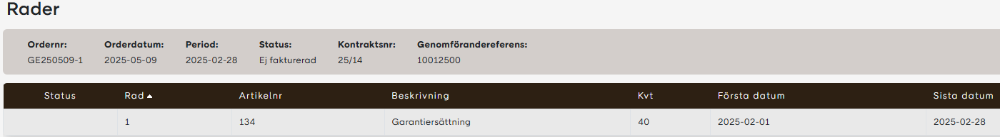 Rader
Ordernr: Orderdatum: Period: Status: Kontraktsnr: Genomförandereferens:
GE250509-1 2025-05-09 2025-02-28 Ej fakturerad 25/14 10012500
Status Rad Artikelnr Beskrivning Kvt Första datum Sista datum
1 134 Garantiersättning 40 2025-02-01 2025-02-28